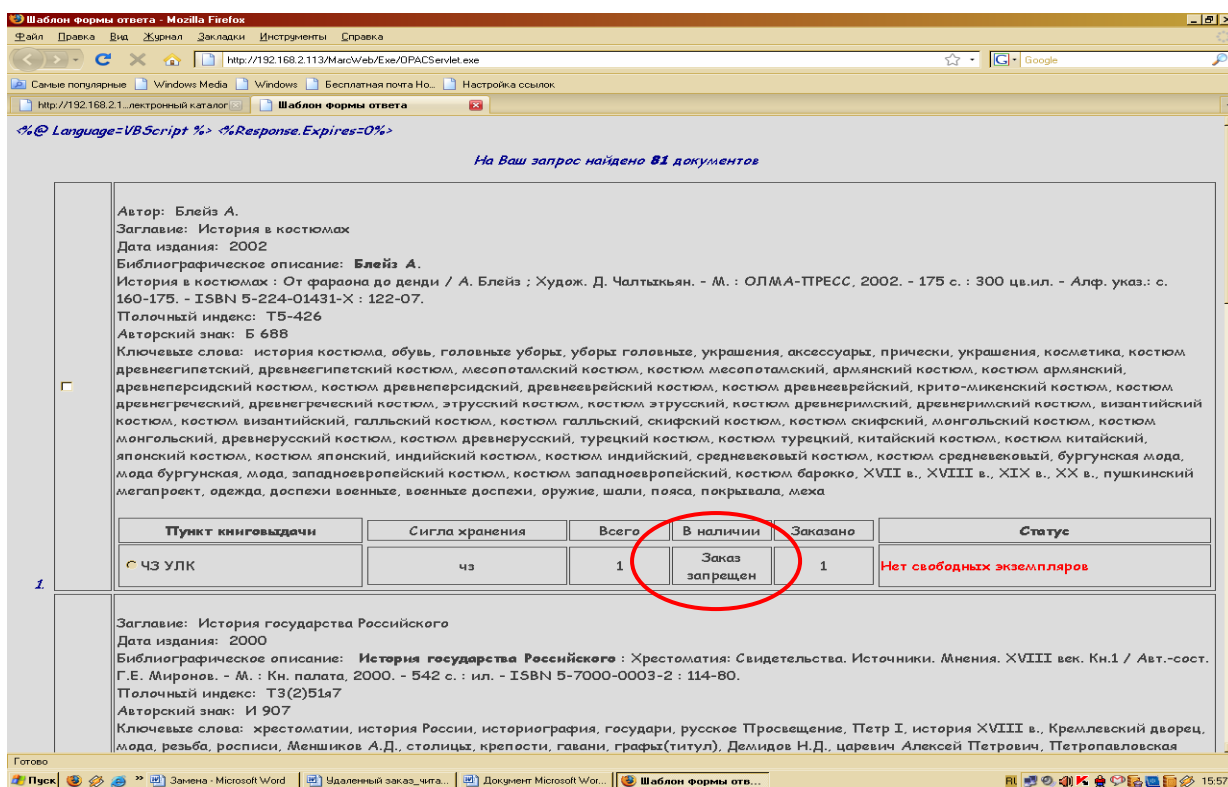 Шаблон формы ответа - Mozilla Firefox
Файл Правка Вид Журнал Закладки Инструменты Справка
http://192.168.2.113/MarcWeb/Exe/OPACServlet.exe
Google
Самые популярные Windows Media Windows Бесплатная почта Ho... Настройка ссылок
http://192.168.2.1...лектронный каталог Шаблон формы ответа
<%@ Language=VBScript %> <%Response.Expires=0%>
На Ваш запрос найдено 81 документов
Автор: Блейз А.
Заглавие: История в костюмах
Дата издания: 2002
Библиографическое описание: Блейз А.
История в костюмах : От фараона до денди / А. Блейз ; Худож. Д. Чалтыкьян. - М. : ОЛМА-ПРЕСС, 2002. - 175 с. : 300 цв.ил. - Алф. указ.: с.
160-175. - ISBN 5-224-01431-X : 122-07.
Полочный индекс: Т5-426
Авторский знак: Б 688
Ключевые слова: история костюма, обувь, головные уборы, уборы головные, украшения, аксессуары, прически, украшения, косметика, костюм
древнеегипетский, древнеегипетский костюм, месопотамский костюм, костюм месопотамский, армянский костюм, костюм армянский,
древнеперсидский костюм, костюм древнеперсидский, древнееврейский костюм, костюм древнееврейский, крито-микенский костюм, костюм
древнегреческий, древнегреческий костюм, этрусский костюм, костюм этрусский, костюм древнеримский, древнеримский костюм, византийский
костюм, костюм византийский, галльский костюм, костюм галльский, скифский костюм, костюм скифский, монгольский костюм, костюм
монгольский, древнерусский костюм, костюм древнерусский, турецкий костюм, костюм турецкий, китайский костюм, костюм китайский,
японский костюм, костюм японский, индийский костюм, костюм индийский, средневековый костюм, костюм средневековый, бургунская мода,
мода бургунская, мода, западноевропейский костюм, костюм западноевропейский, костюм барокко, XVII в., XVIII в., XIX в., XX в., пушкинский
мегапроект, одежда, доспехи военные, военные доспехи, оружие, шали, пояса, покрывала, меха
Пункт книговыдачи Сигла хранения Всего В наличии Заказано Статус
ЧЗ УЛК чз 1 Заказ запрещен 1 Нет свободных экземпляров
1.
Заглавие: История государства Российского
Дата издания: 2000
Библиографическое описание: История государства Российского : Хрестоматия: Свидетельства. Источники. Мнения. XVIII век. Кн.1 / Авт.-сост.
Г.Е. Миронов. - М. : Кн. палата, 2000. - 542 с. : ил. - ISBN 5-7000-0003-2 : 114-80.
Полочный индекс: Т3(2)51я7
Авторский знак: И 907
Ключевые слова: хрестоматии, история России, историография, государи, русское Просвещение, Петр I, история XVIII в., Кремлевский дворец,
мода, резьба, росписи, Меншиков А.Д., столицы, крепости, гавани, графы(титул), Демидов Н.Д., царевич Алексей Петрович, Петропавловская
Готово
Пуск Замена - Microsoft Word Удаленный заказ_чита... Документ Microsoft Wor... Шаблон формы отв... RU 15:57